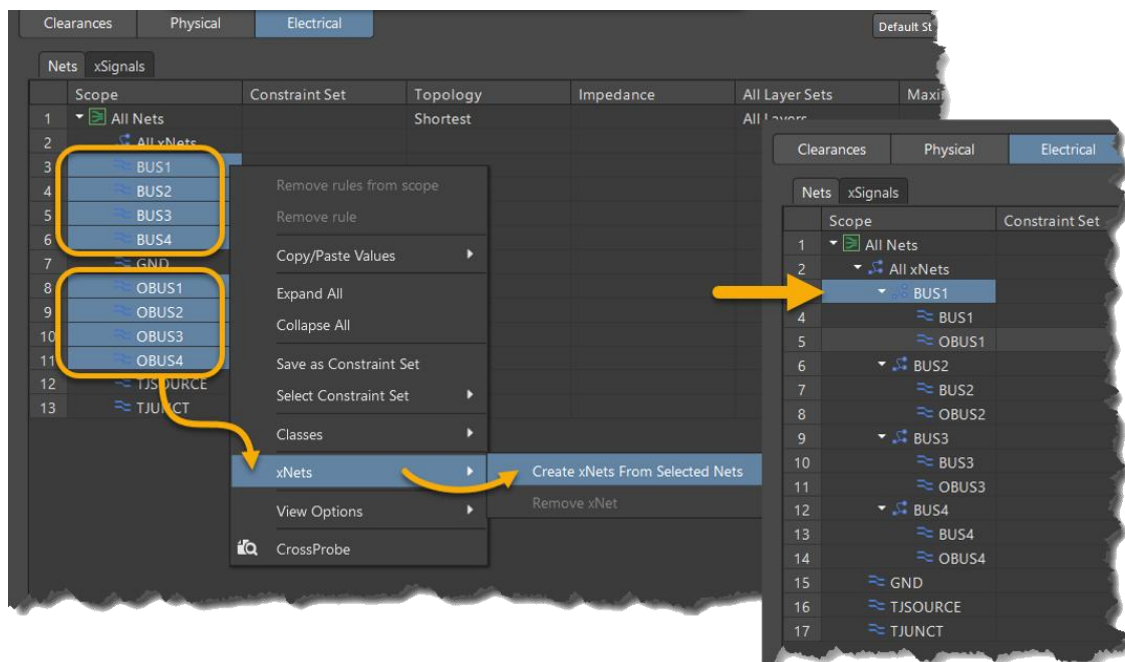 Clearances Physical Electrical Default St
Nets xSignals
Scope Constraint Set Topology Impedance All Layer Sets Maxi
1 All Nets Shortest All Layers
2 All xNets
3 BUS1
4 BUS2
5 BUS3
6 BUS4
7 GND
8 OBUS1
9 OBUS2
10 OBUS3
11 OBUS4
12 TJSOURCE
13 TJUNCT
Remove rules from scope
Remove rule
Copy/Paste Values
Expand All
Collapse All
Save as Constraint Set
Select Constraint Set
Classes
xNets
View Options
CrossProbe
Create xNets From Selected Nets
Remove xNet
Clearances Physical Electrical
Nets xSignals
Scope Constraint Set
1 All Nets
2 All xNets
BUS1
4 BUS1
5 OBUS1
6 BUS2
7 BUS2
8 OBUS2
9 BUS3
10 BUS3
11 OBUS3
12 BUS4
13 BUS4
14 OBUS4
15 GND
16 TJSOURCE
17 TJUNCT